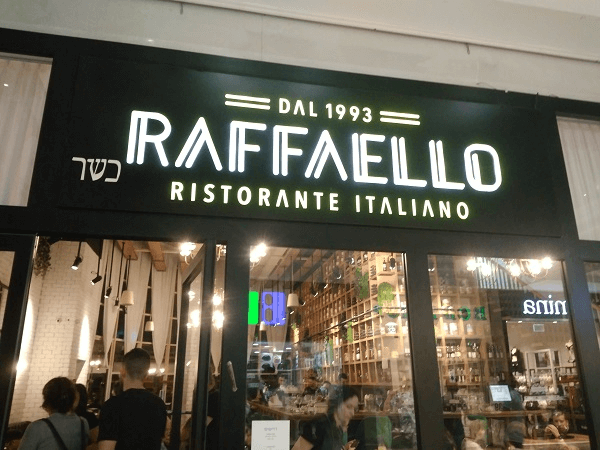 DAL 1993
RAFFAELLO
כשר
RISTORANTE ITALIANO
nina